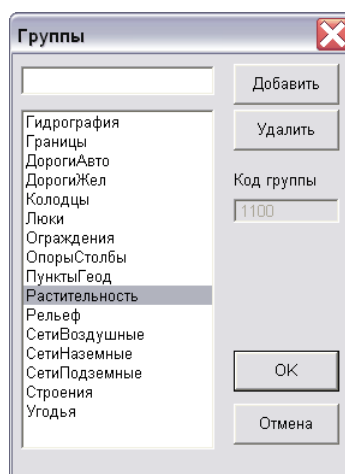 Группы
Добавить
Удалить
Код группы
1100
Гидрография
Границы
ДорогиАвто
ДорогиЖел
Колодцы
Люки
Ограждения
ОпорыСтолбы
ПунктыГеод
Растительность
Рельеф
СетиВоздушные
СетиНаземные
СетиПодземные
Строения
Угодья
OK
Отмена